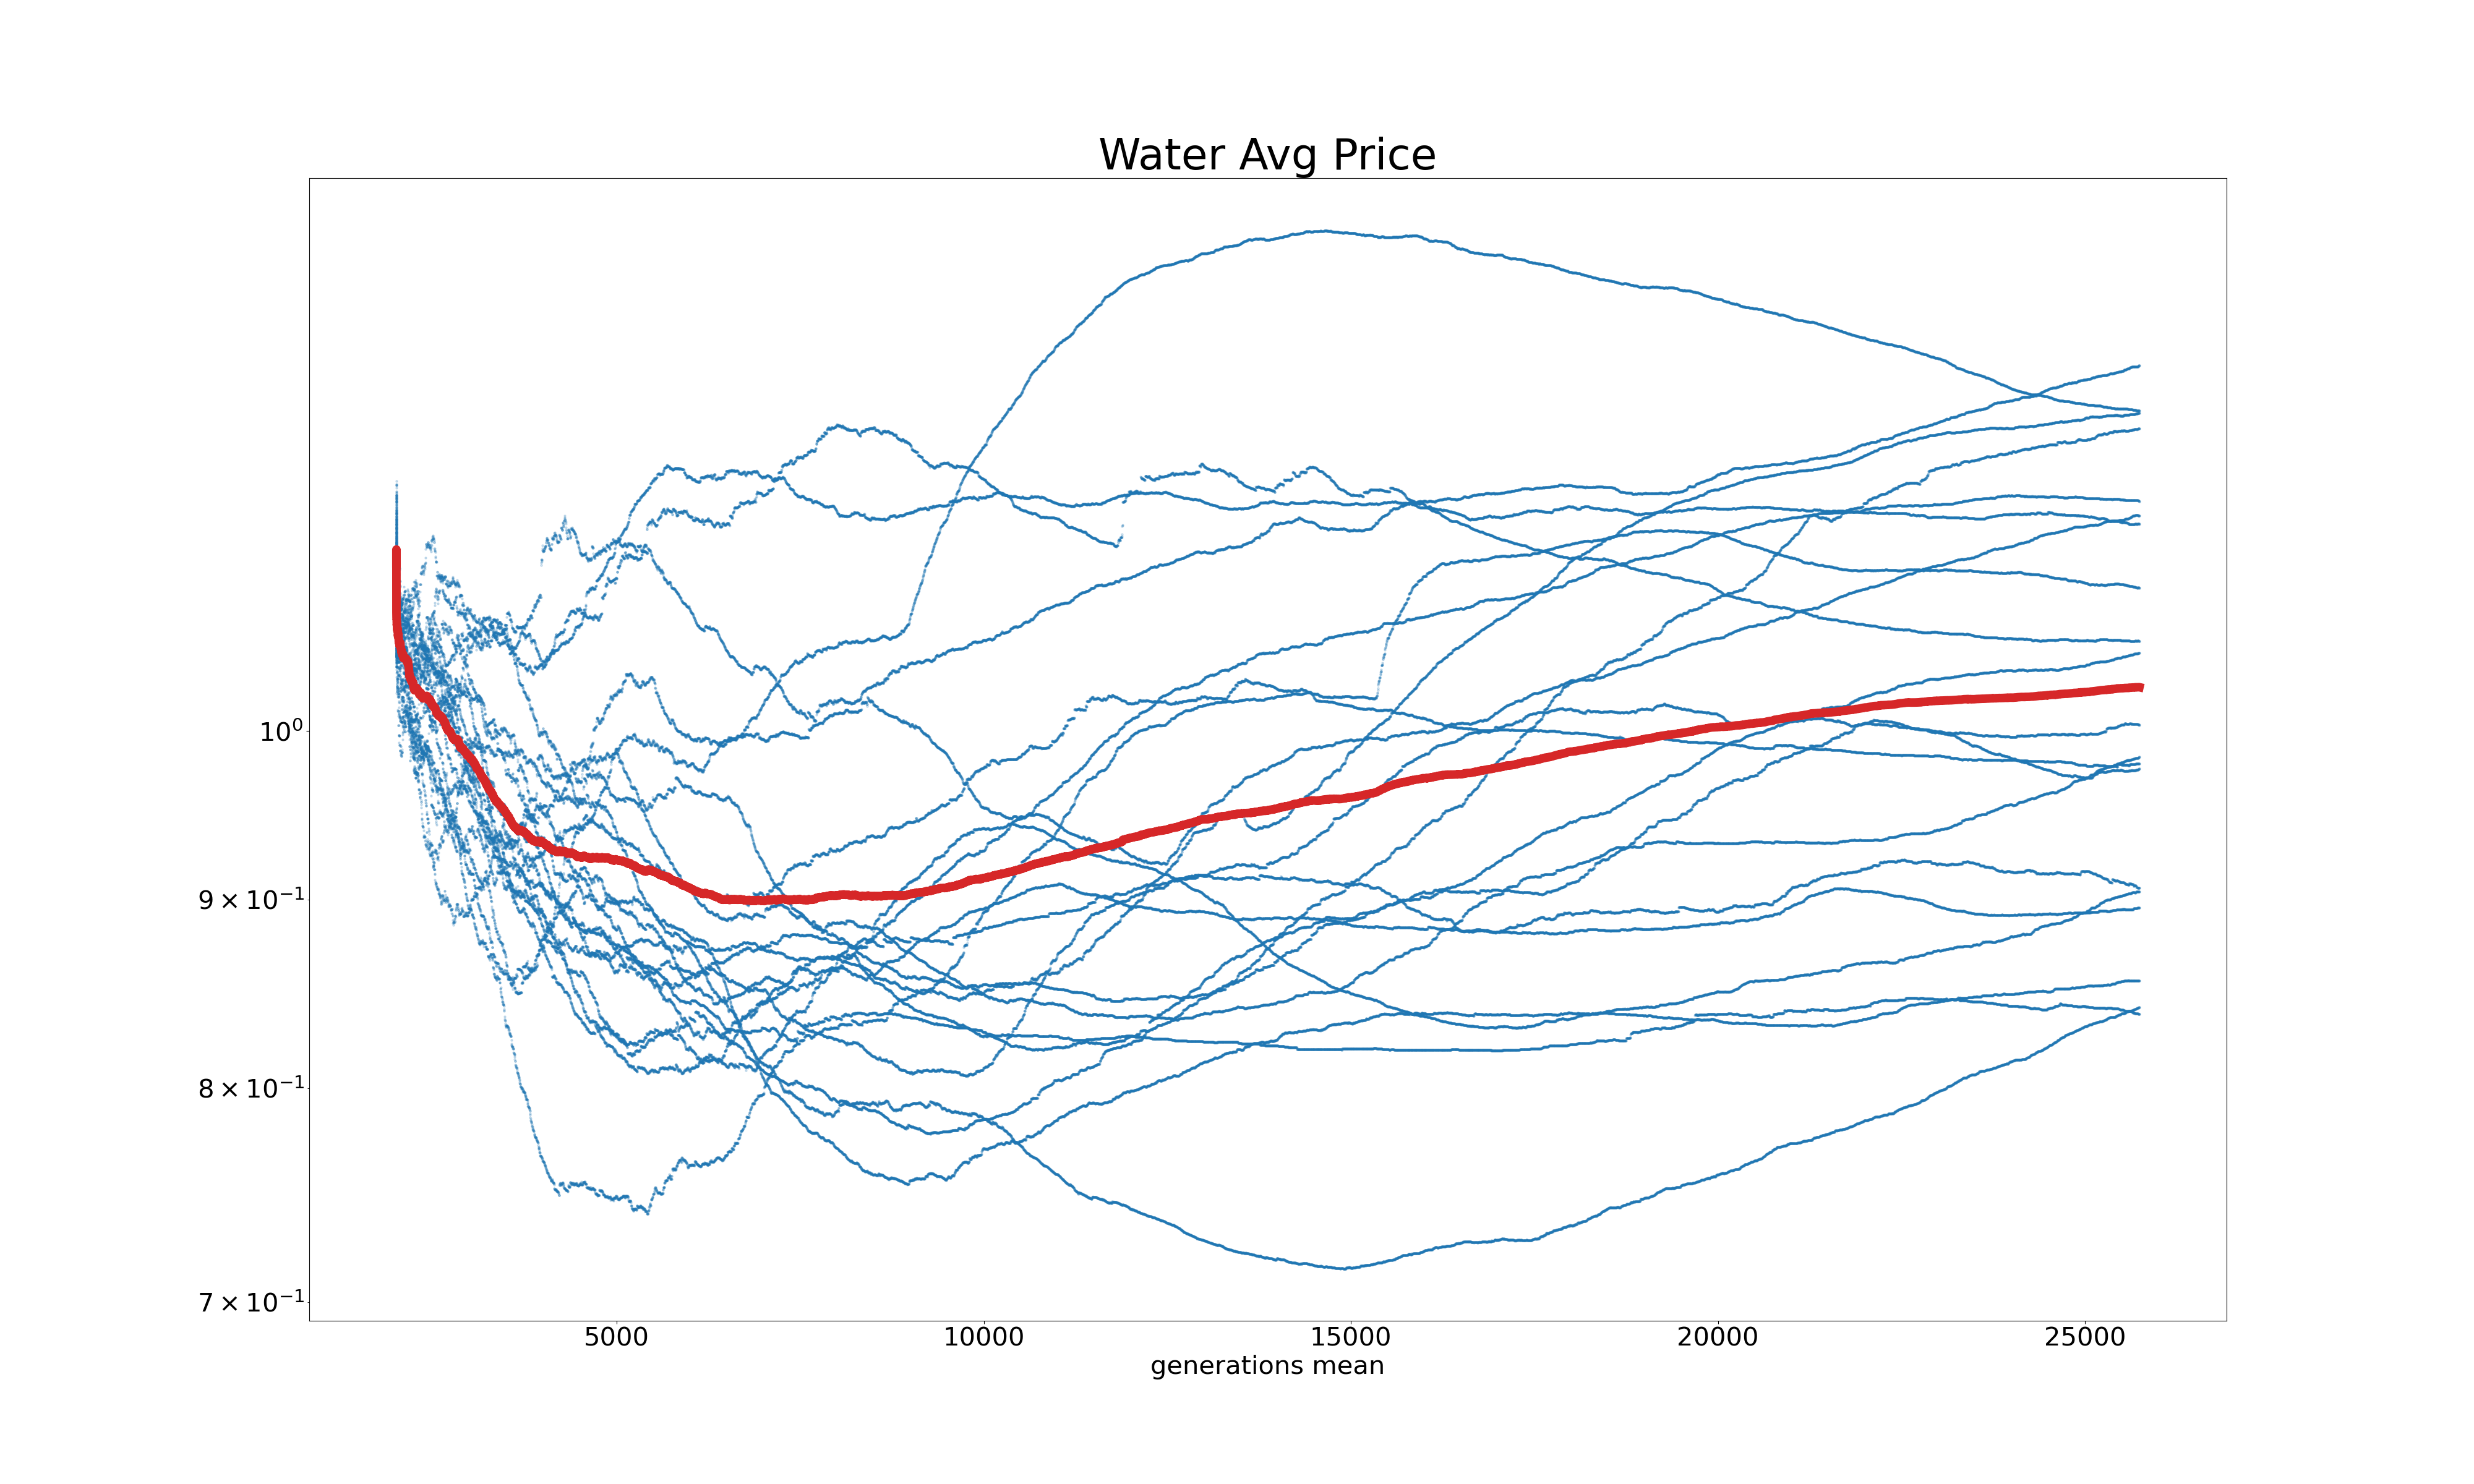 Water Avg Price
10⁰
9 × 10⁻¹
8 × 10⁻¹
7 × 10⁻¹
5000 10000 15000 20000 25000
generations mean